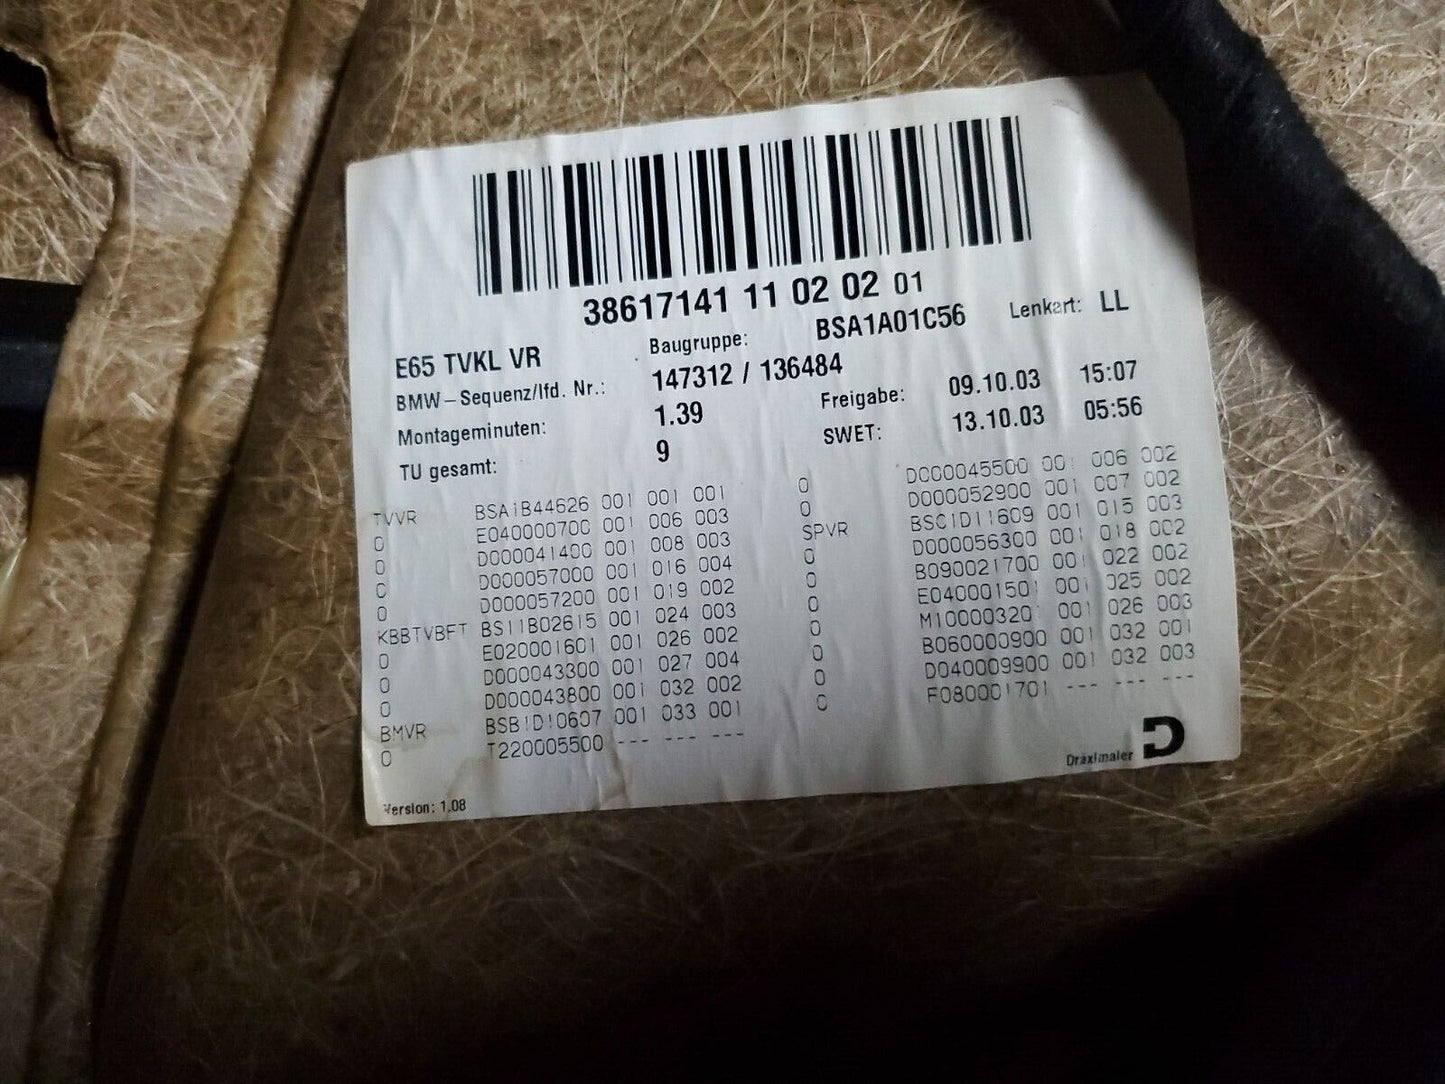 38617141 11 02 02 01
E65 TVKL VR Baugruppe: BSA1A01C56 Lenkart: LL
BMW-Sequenz/lfd. Nr.: 147312 / 136484 Freigabe: 09.10.03 15:07
Montageminuten: 1.39 SWET: 13.10.03 05:56
TU gesamt: 9
TVVR BSA1B44626 001 001 001 0 D000045500 001 006 002
0 E040000700 001 006 003 0 D000052900 001 007 002
0 D000041400 001 008 003 SPVR BSC1D11609 001 015 003
0 D000057000 001 016 004 0 D000056300 001 018 002
0 D000057200 001 019 002 0 B090021700 001 022 002
KBBTVBFT BS11B02615 001 024 003 0 E040001501 001 025 002
0 E020001601 001 026 002 0 M100003201 001 026 003
0 D000043300 001 027 004 0 B060000900 001 032 001
0 D000043800 001 032 002 0 D040009900 001 032 003
BMVR BSB1D10607 001 033 001 0 F080001701 --- --- ---
0 T220005500 --- --- ---
Version: 1.08
Dräxlmaier